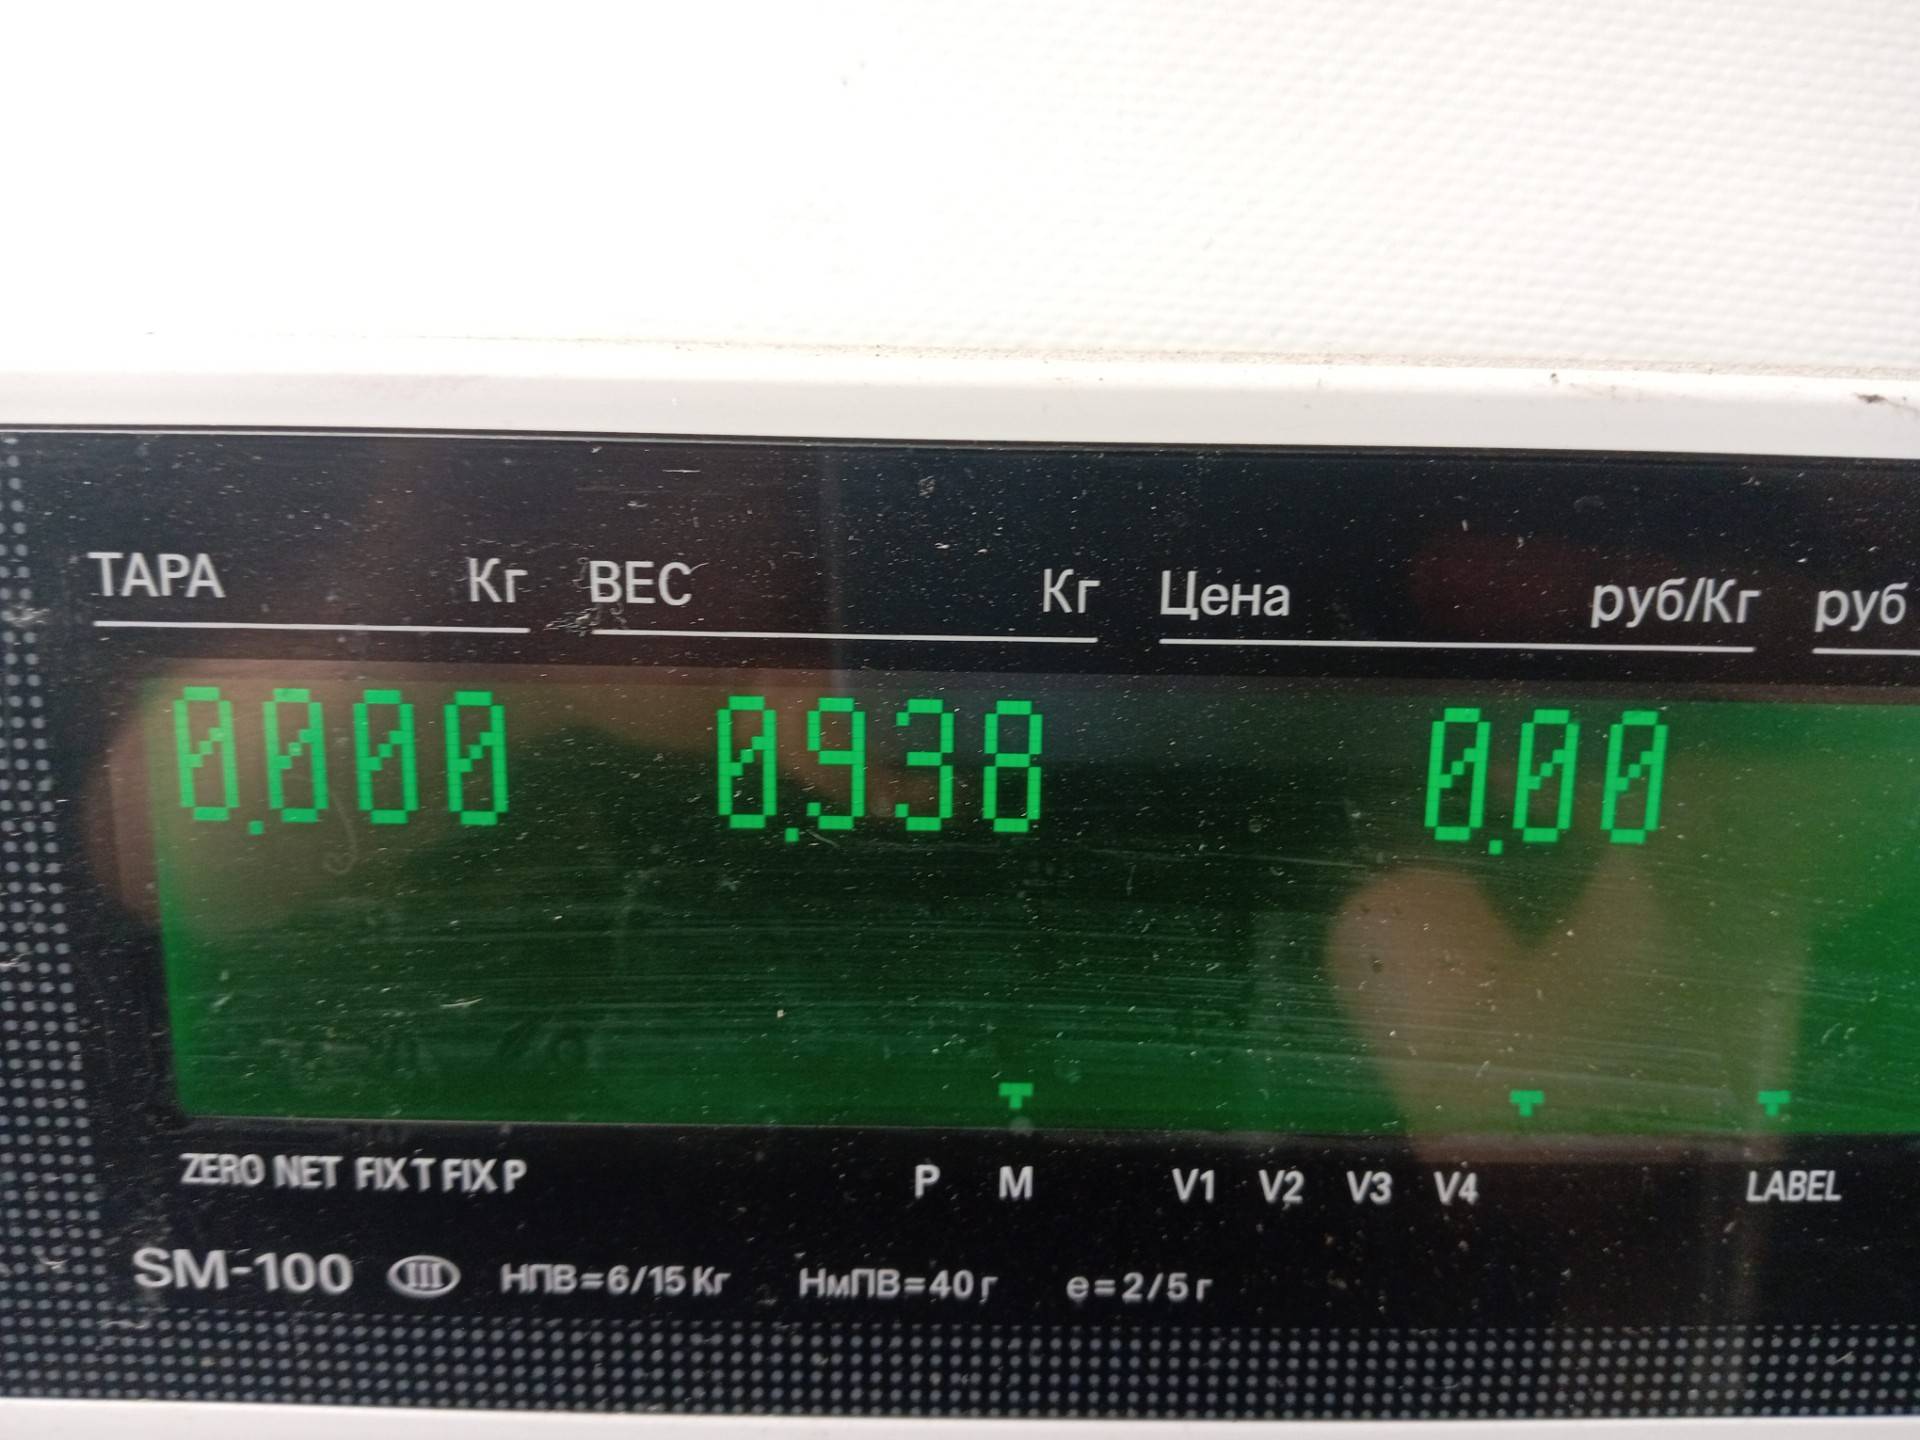 ТАРА Кг ВЕС Кг Цена руб/Кг руб
0.000 0.938 0.00
ZERO NET FIX T FIX P P M V1 V2 V3 V4 LABEL
SM-100 III НПВ=6/15 Кг НмПВ=40 г e=2/5 г